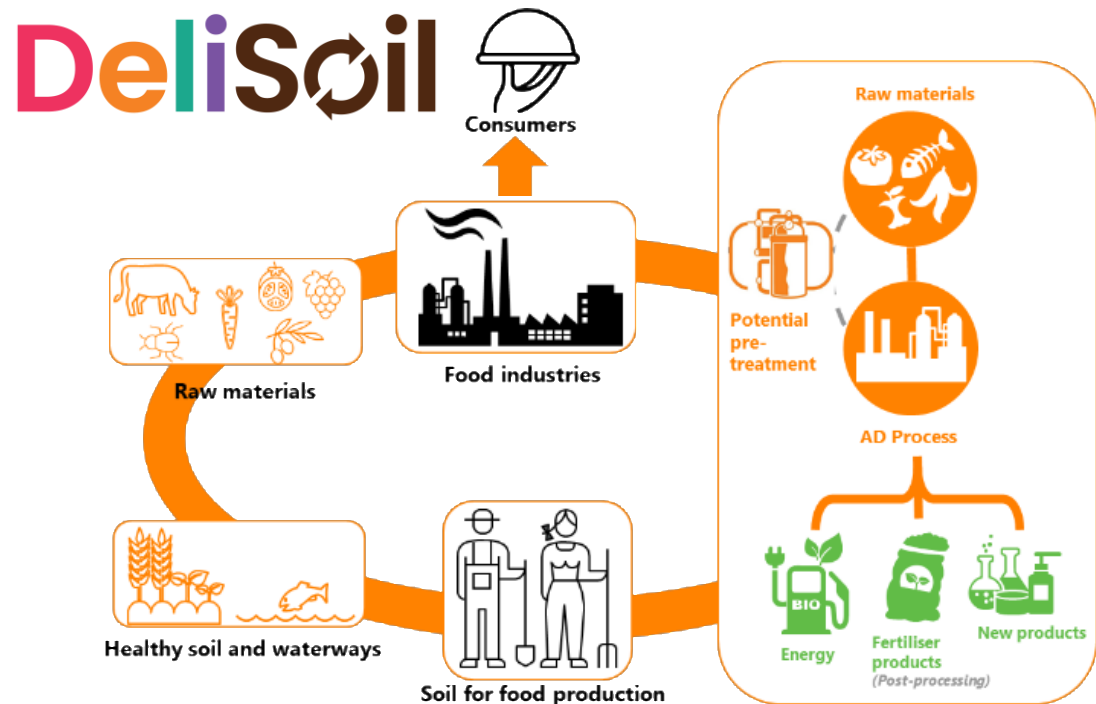 DeliSoil
Consumers
Raw materials
Food industries
Raw materials
Potential
pre-
treatment
AD Process
Healthy soil and waterways
Soil for food production
BIO
Energy
Fertiliser
products
(Post-processing)
New products